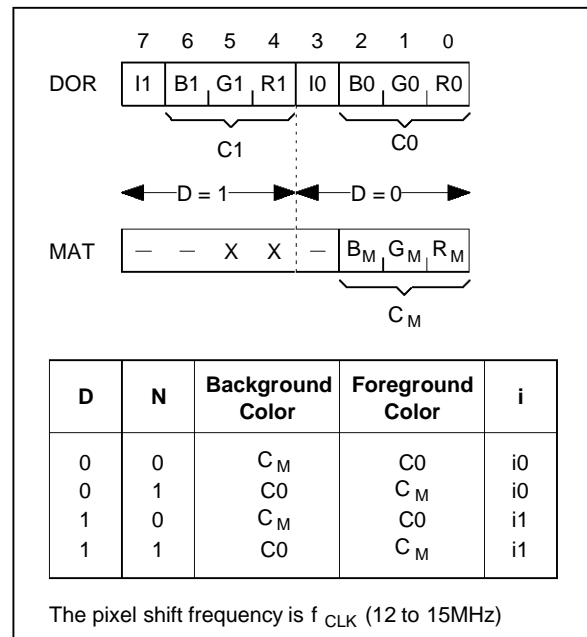 7 6 5 4 3 2 1 0
DOR I1 B1 G1 R1 I0 B0 G0 R0
C1 C0
D = 1 D = 0
MAT – – X X – BM GM RM
CM
D N Background Color Foreground Color i
0 0 CM C0 i0
0 1 C0 CM i0
1 0 CM C0 i1
1 1 C0 CM i1
The pixel shift frequency is f CLK (12 to 15MHz)